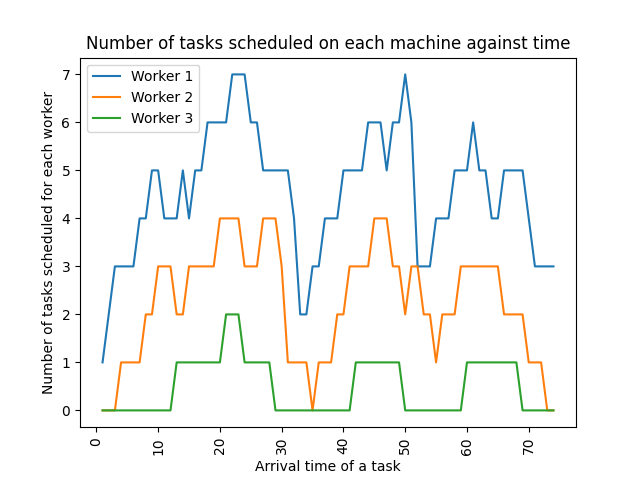 Number of tasks scheduled on each machine against time
Number of tasks scheduled for each worker
7
6
5
4
3
2
1
0
Worker 1
Worker 2
Worker 3
0 10 20 30 40 50 60 70
Arrival time of a task